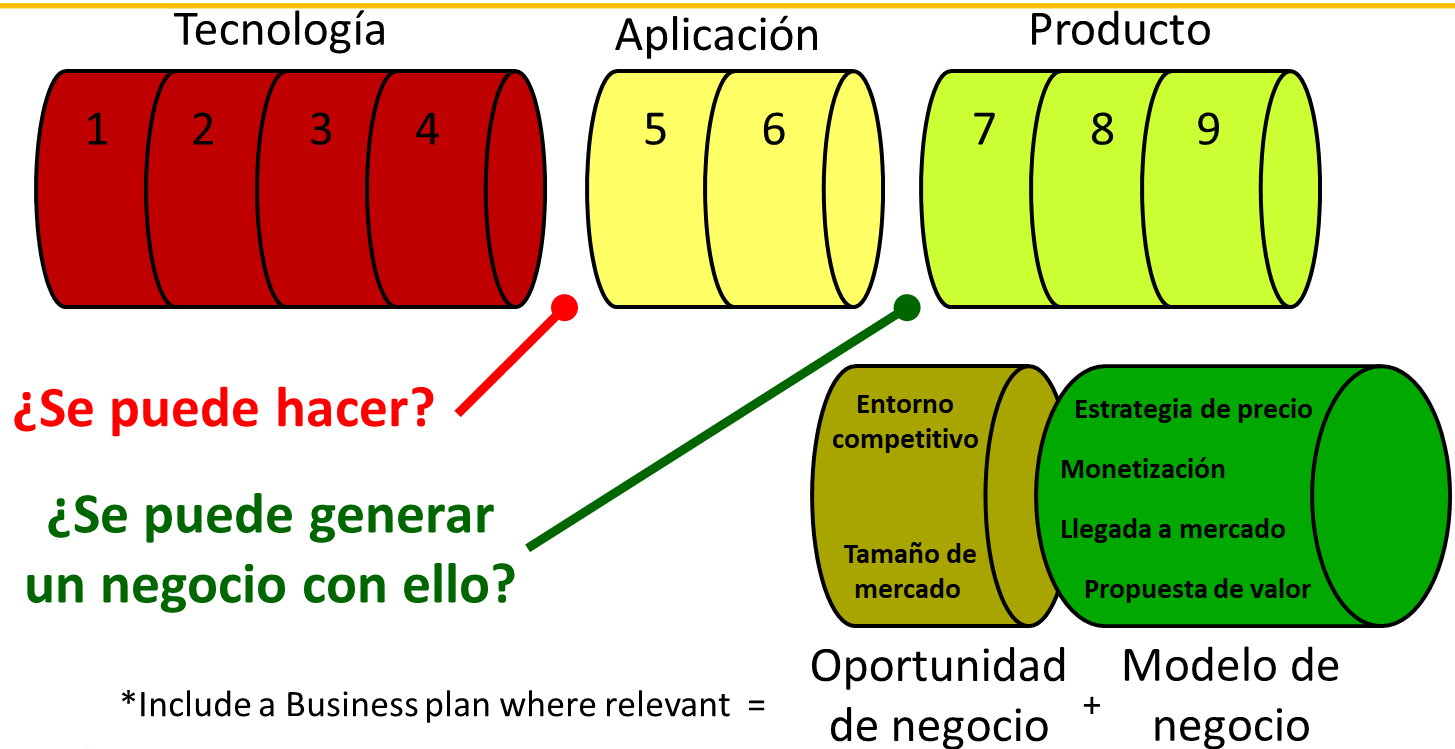 Tecnología
Aplicación
Producto
1 2 3 4
5 6
7 8 9
¿Se puede hacer?
¿Se puede generar
un negocio con ello?
Entorno
competitivo
Tamaño de
mercado
Estrategia de precio
Monetización
Llegada a mercado
Propuesta de valor
*Include a Business plan where relevant =
Oportunidad
de negocio
+
Modelo de
negocio